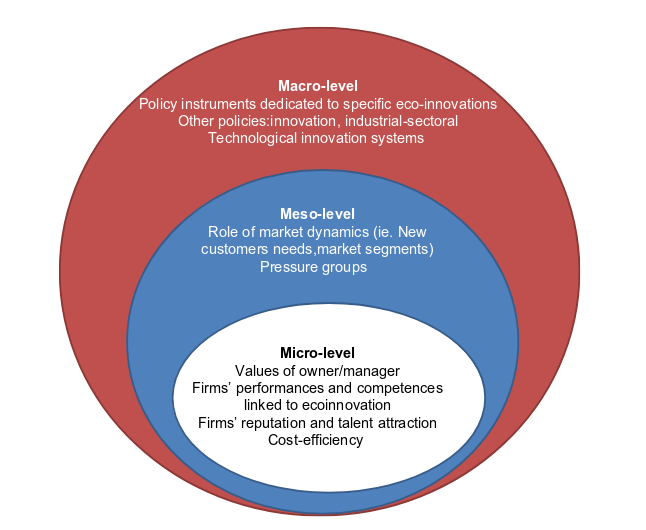 Macro-level
Policy instruments dedicated to specific eco-innovations
Other policies:innovation, industrial-sectoral
Technological innovation systems
Meso-level
Role of market dynamics (ie. New
customers needs,market segments)
Pressure groups
Micro-level
Values of owner/manager
Firms’ performances and competences
linked to ecoinnovation
Firms’ reputation and talent attraction
Cost-efficiency